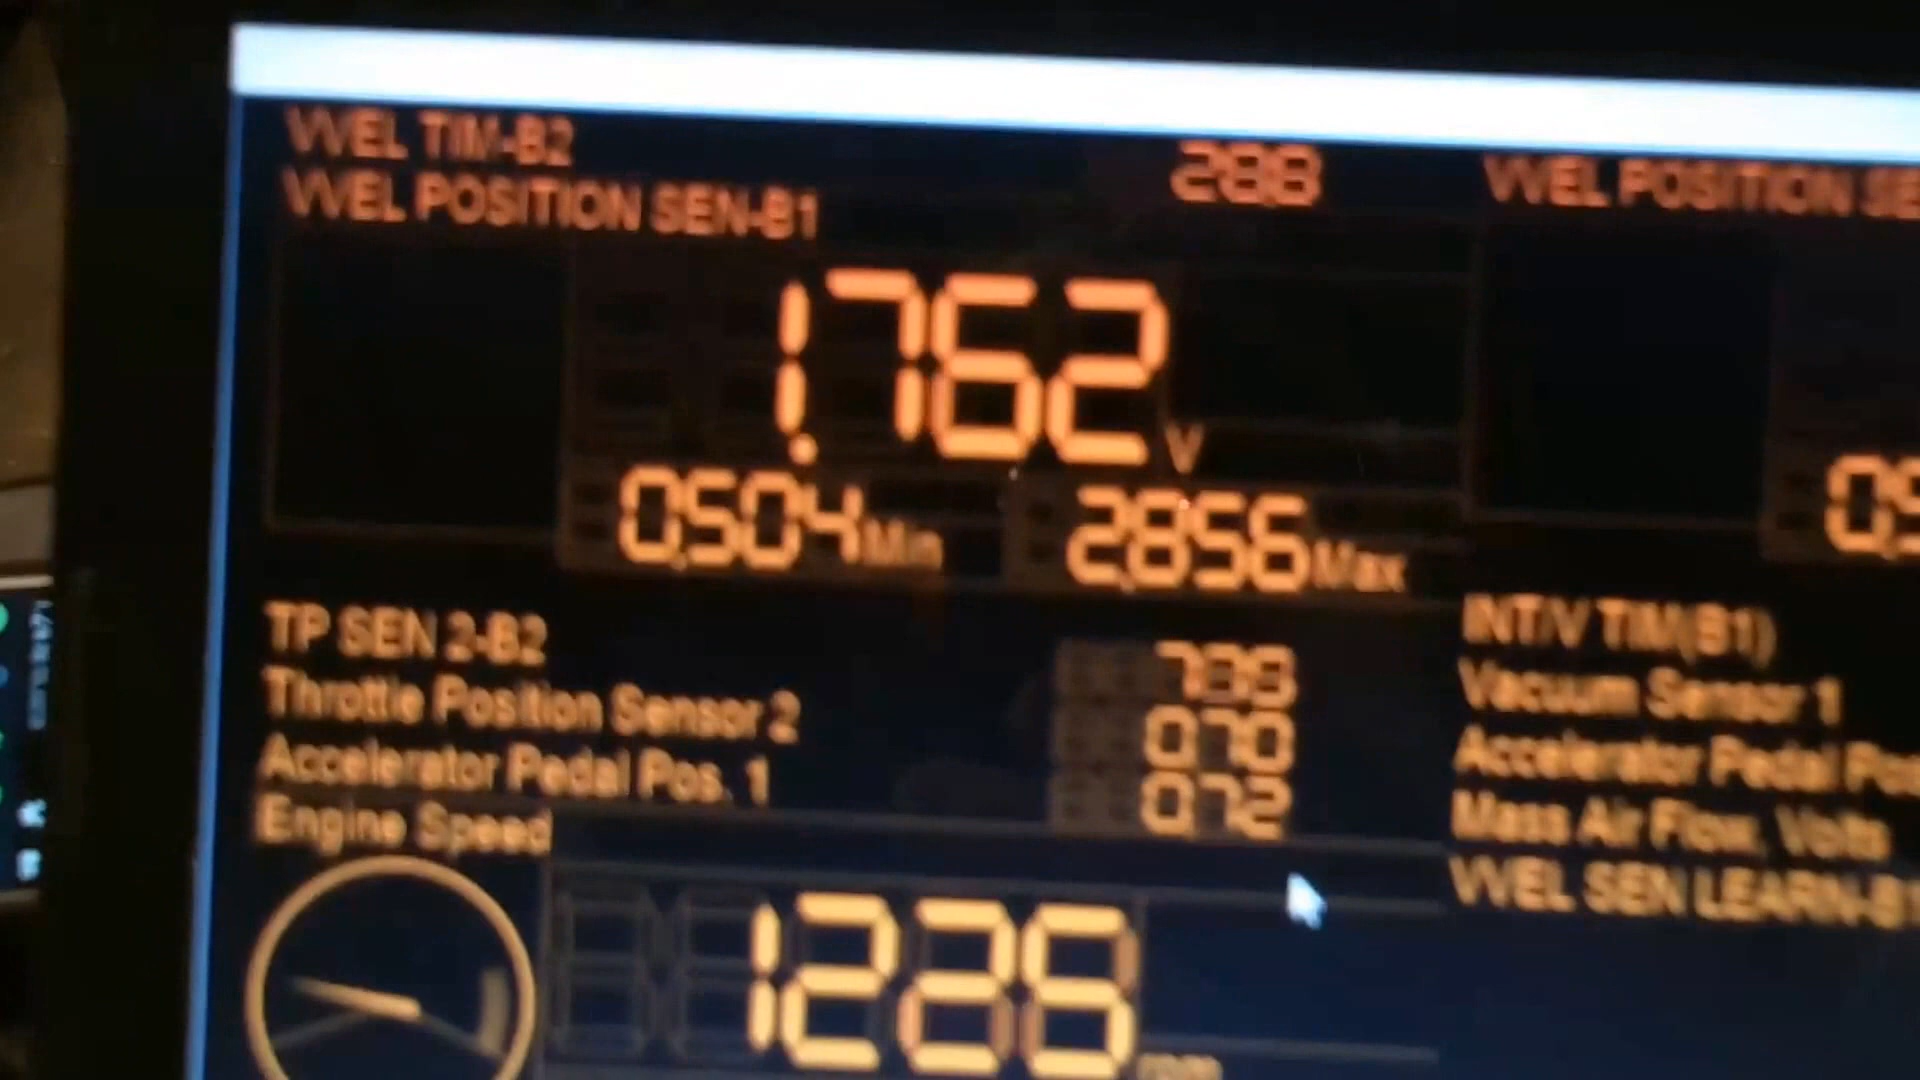 VVEL TIM-B2
288
VVEL POSITION SEN-B1
1.762 V
0.504 Min
2.856 Max
TP SEN 2-B2
Throttle Position Sensor 2
0.70
Accelerator Pedal Pos. 1
0.72
Engine Speed
rpm
VVEL POSITION SE
INT/V TIM(B1)
Vacuum Sensor 1
Accelerator Pedal Pos
Mass Air Flow, Volts
VVEL SEN LEARN-B1